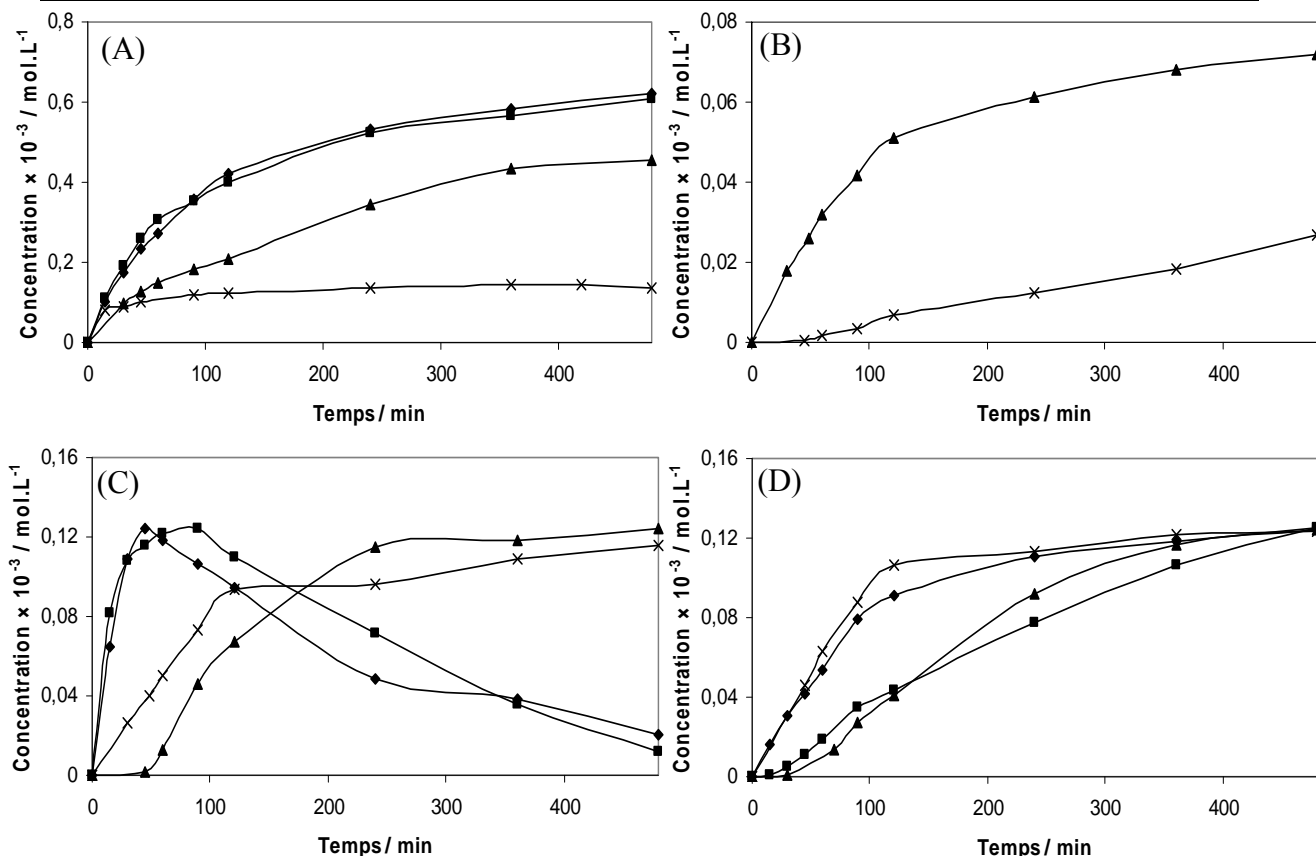 (A)
Concentration × 10⁻³ / mol.L⁻¹
0,8
0,6
0,4
0,2
0
0 100 200 300 400
Temps / min
(B)
Concentration × 10⁻³ / mol.L⁻¹
0,08
0,06
0,04
0,02
0
0 100 200 300 400
Temps / min
(C)
Concentration × 10⁻³ / mol.L⁻¹
0,16
0,12
0,08
0,04
0
0 100 200 300 400
Temps / min
(D)
Concentration × 10⁻³ / mol.L⁻¹
0,16
0,12
0,08
0,04
0
0 100 200 300 400
Temps / min